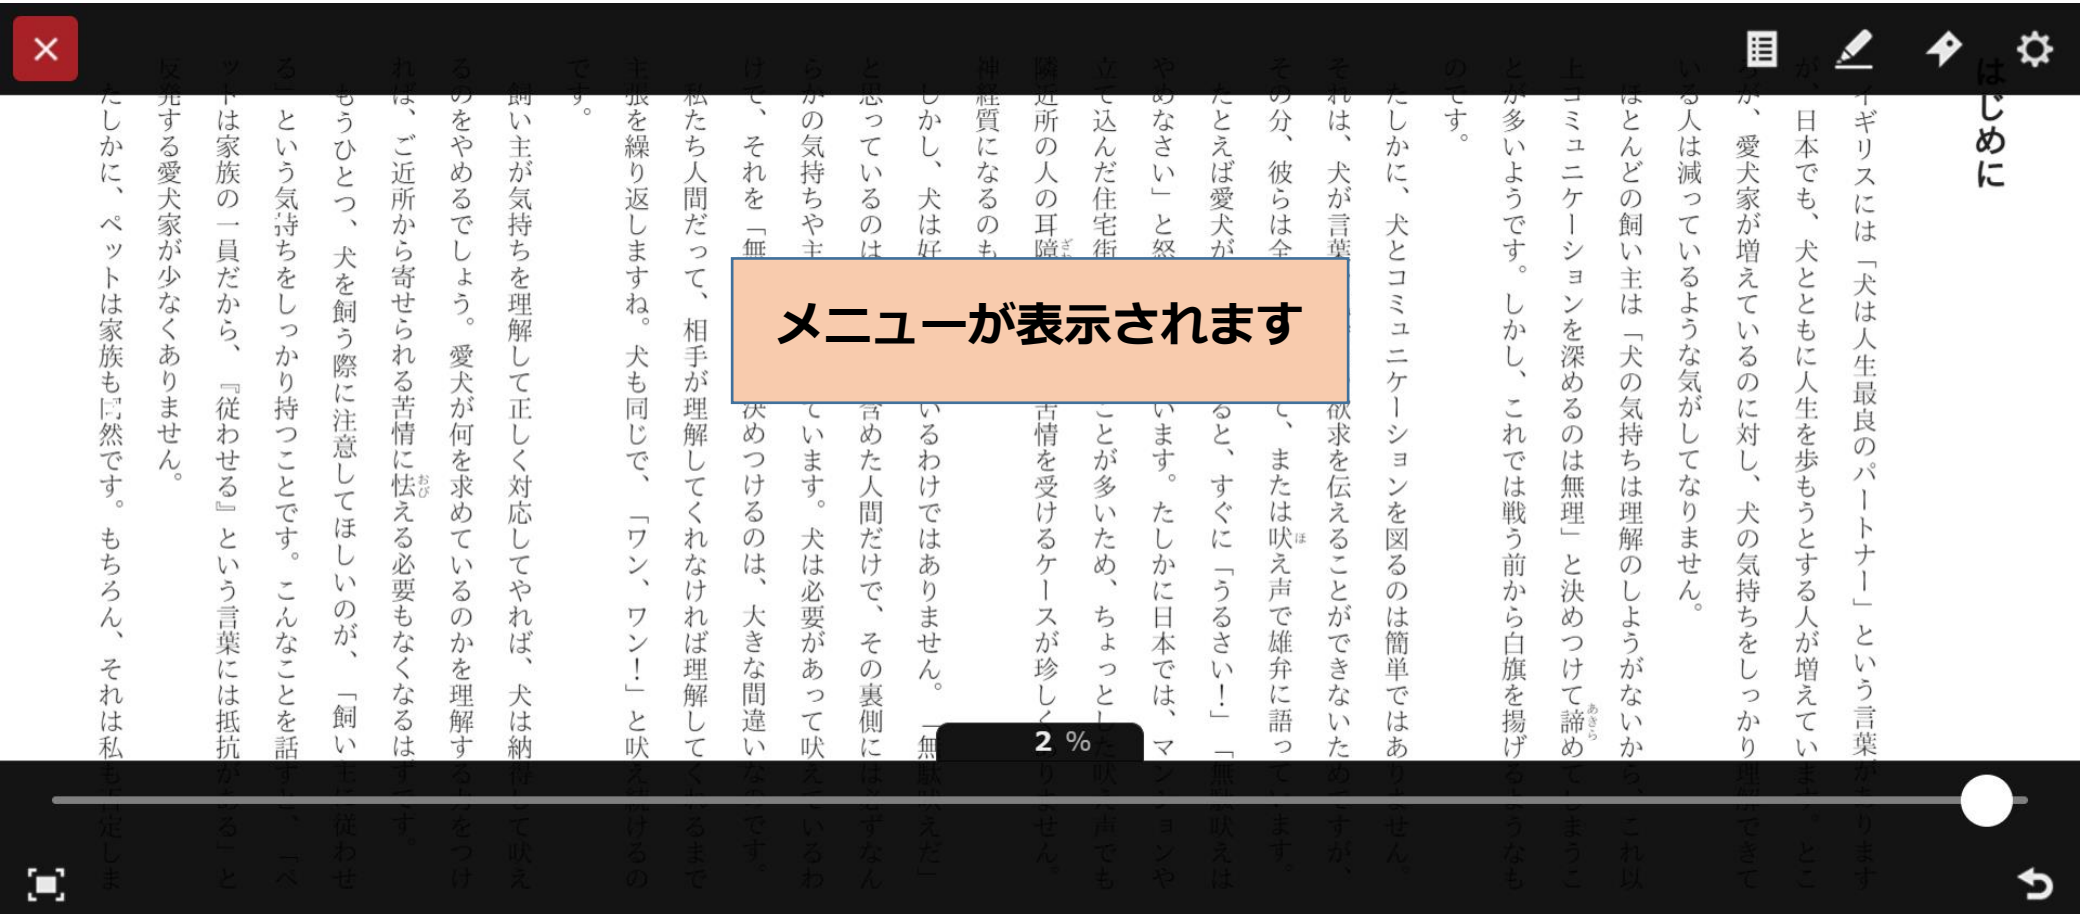 はじめに
イギリスには「犬は人生最良のパートナー」という言葉があります
が、日本でも、犬とともに人生を歩もうとする人が増えています。とこ
ろが、愛犬家が増えているのに対し、犬の気持ちをしっかり理解できて
いる人は減っているような気がしてなりません。
ほとんどの飼い主は「犬の気持ちは理解のしようがないから、これ以
上コミュニケーションを深めるのは無理」と決めつけて諦めてしまうこ
とが多いようです。しかし、これでは戦う前から白旗を揚げるようなも
のです。
たしかに、犬とコミュニケーションを図るのは簡単ではありません。
それは、犬が言葉 欲求を伝えることができないためですが、
その分、彼らは全 て、または吠え声で雄弁に語っています。
たとえば愛犬が ると、すぐに「うるさい！」「無駄吠えは
やめなさい」と怒 います。たしかに日本では、マンションや
立て込んだ住宅街 ことが多いため、ちょっとした吠え声でも
隣近所の人の耳障 苦情を受けるケースが珍しくありません。
神経質になるのも
しかし、犬は好 いるわけではありません。「無駄吠えだ」
と思っているのは 含めた人間だけで、その裏側には必ずなん
らかの気持ちや主 ています。犬は必要があって吠えているわ
けで、それを「無 決めつけるのは、大きな間違いなのです。
私たち人間だって、相手が理解してくれなければ理解してくれるまで
主張を繰り返しますね。犬も同じで、「ワン、ワン！」と吠え続けるの
です。
飼い主が気持ちを理解して正しく対応してやれば、犬は納得して吠え
るのをやめるでしょう。愛犬が何を求めているのかを理解する力をつけ
れば、ご近所から寄せられる苦情に怯える必要もなくなるはずです。
もうひとつ、犬を飼う際に注意してほしいのが、「飼い主に従わせ
る」という気持ちをしっかり持つことです。こんなことを話すと、「ペ
ットは家族の一員だから、『従わせる』という言葉には抵抗がある」と
反発する愛犬家が少なくありません。
たしかに、ペットは家族も同然です。もちろん、それは私も否定しま
メニューが表示されます
2 %